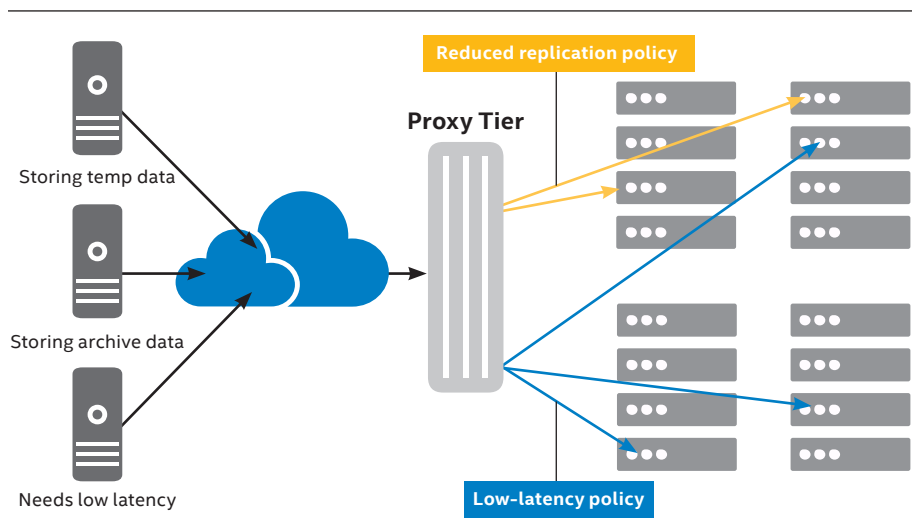 Reduced replication policy
Proxy Tier
Storing temp data
Storing archive data
Needs low latency
Low-latency policy